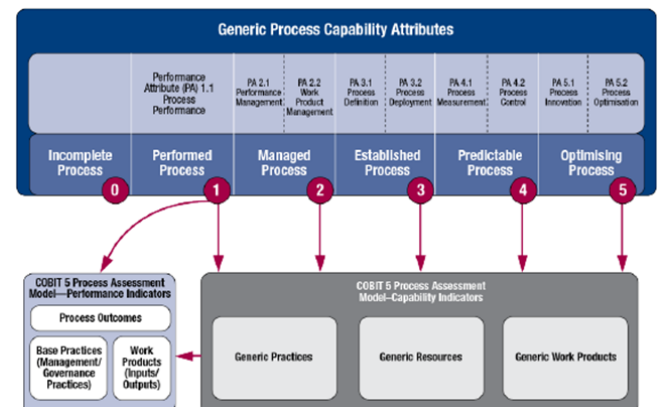 Generic Process Capability Attributes
Performance
Attribute (PA) 1.1
Process
Performance
PA 2.1
Performance
Management
PA 2.2
Work
Product
Management
PA 3.1
Process
Definition
PA 3.2
Process
Deployment
PA 4.1
Process
Measurement
PA 4.2
Process
Control
PA 5.1
Process
Innovation
PA 5.2
Process
Optimisation
Incomplete
Process
0
Performed
Process
1
Managed
Process
2
Established
Process
3
Predictable
Process
4
Optimising
Process
5
COBIT 5 Process Assessment
Model—Performance Indicators
Process Outcomes
Base Practices
(Management/
Governance
Practices)
Work
Products
(Inputs/
Outputs)
COBIT 5 Process Assessment
Model–Capability Indicators
Generic Practices
Generic Resources
Generic Work Products